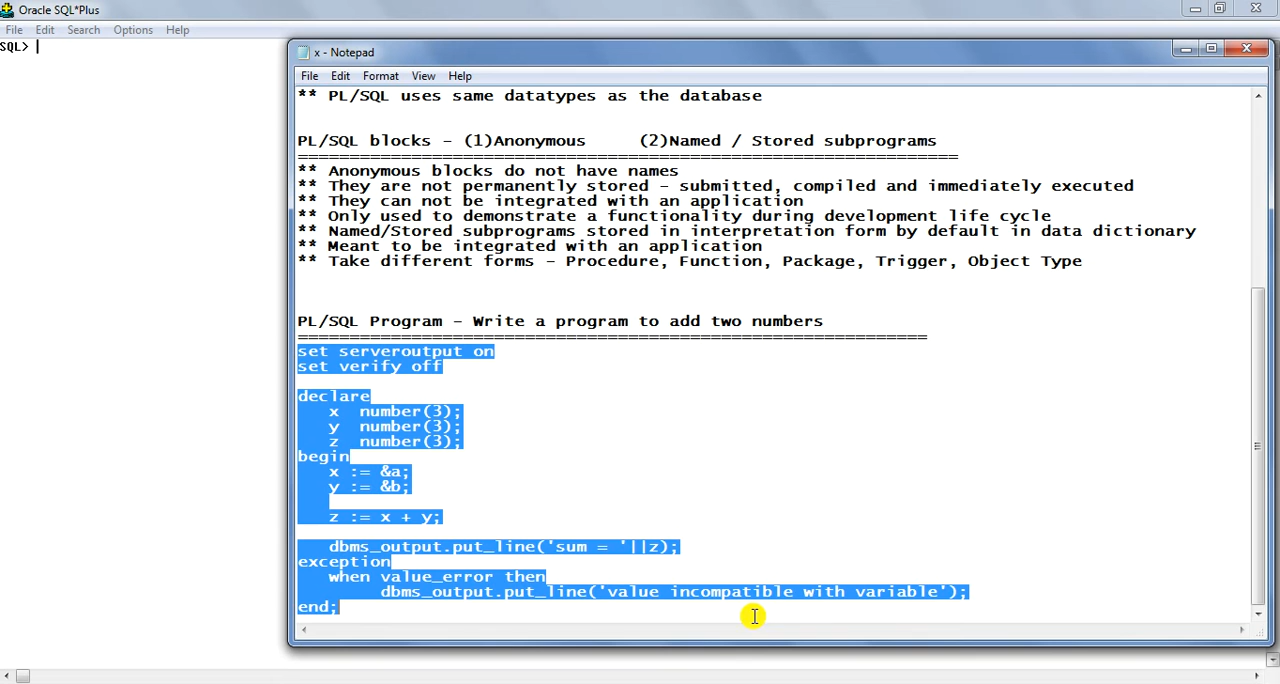 Oracle SQL*Plus
File Edit Search Options Help
SQL>
x - Notepad
File Edit Format View Help
** PL/SQL uses same datatypes as the database
PL/SQL blocks - (1)Anonymous (2)Named / Stored subprograms
================================================================
** Anonymous blocks do not have names
** They are not permanently stored - submitted, compiled and immediately executed
** They can not be integrated with an application
** Only used to demonstrate a functionality during development life cycle
** Named/Stored subprograms stored in interpretation form by default in data dictionary
** Meant to be integrated with an application
** Take different forms - Procedure, Function, Package, Trigger, Object Type
PL/SQL Program - Write a program to add two numbers
=============================================================
set serveroutput on
set verify off
declare
x number(3);
y number(3);
z number(3);
begin
x := &a;
y := &b;
z := x + y;
dbms_output.put_line('sum = '||z);
exception
when value_error then
dbms_output.put_line('value incompatible with variable');
end;